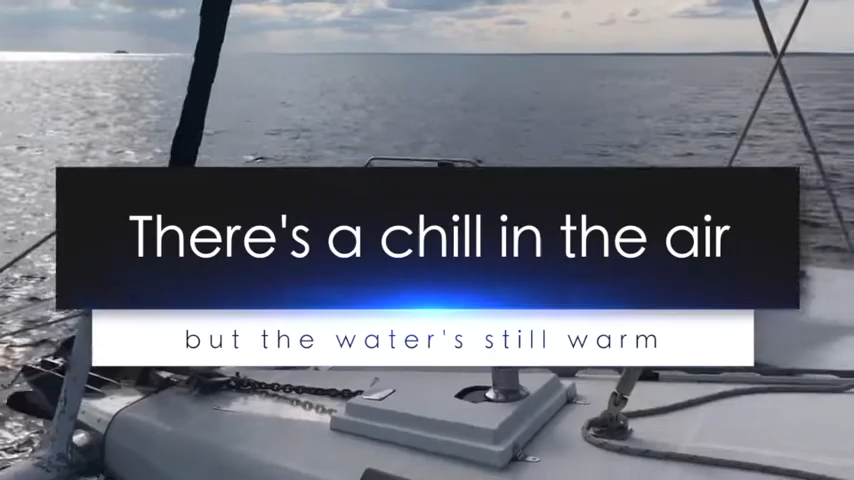 There's a chill in the air
but the water's still warm